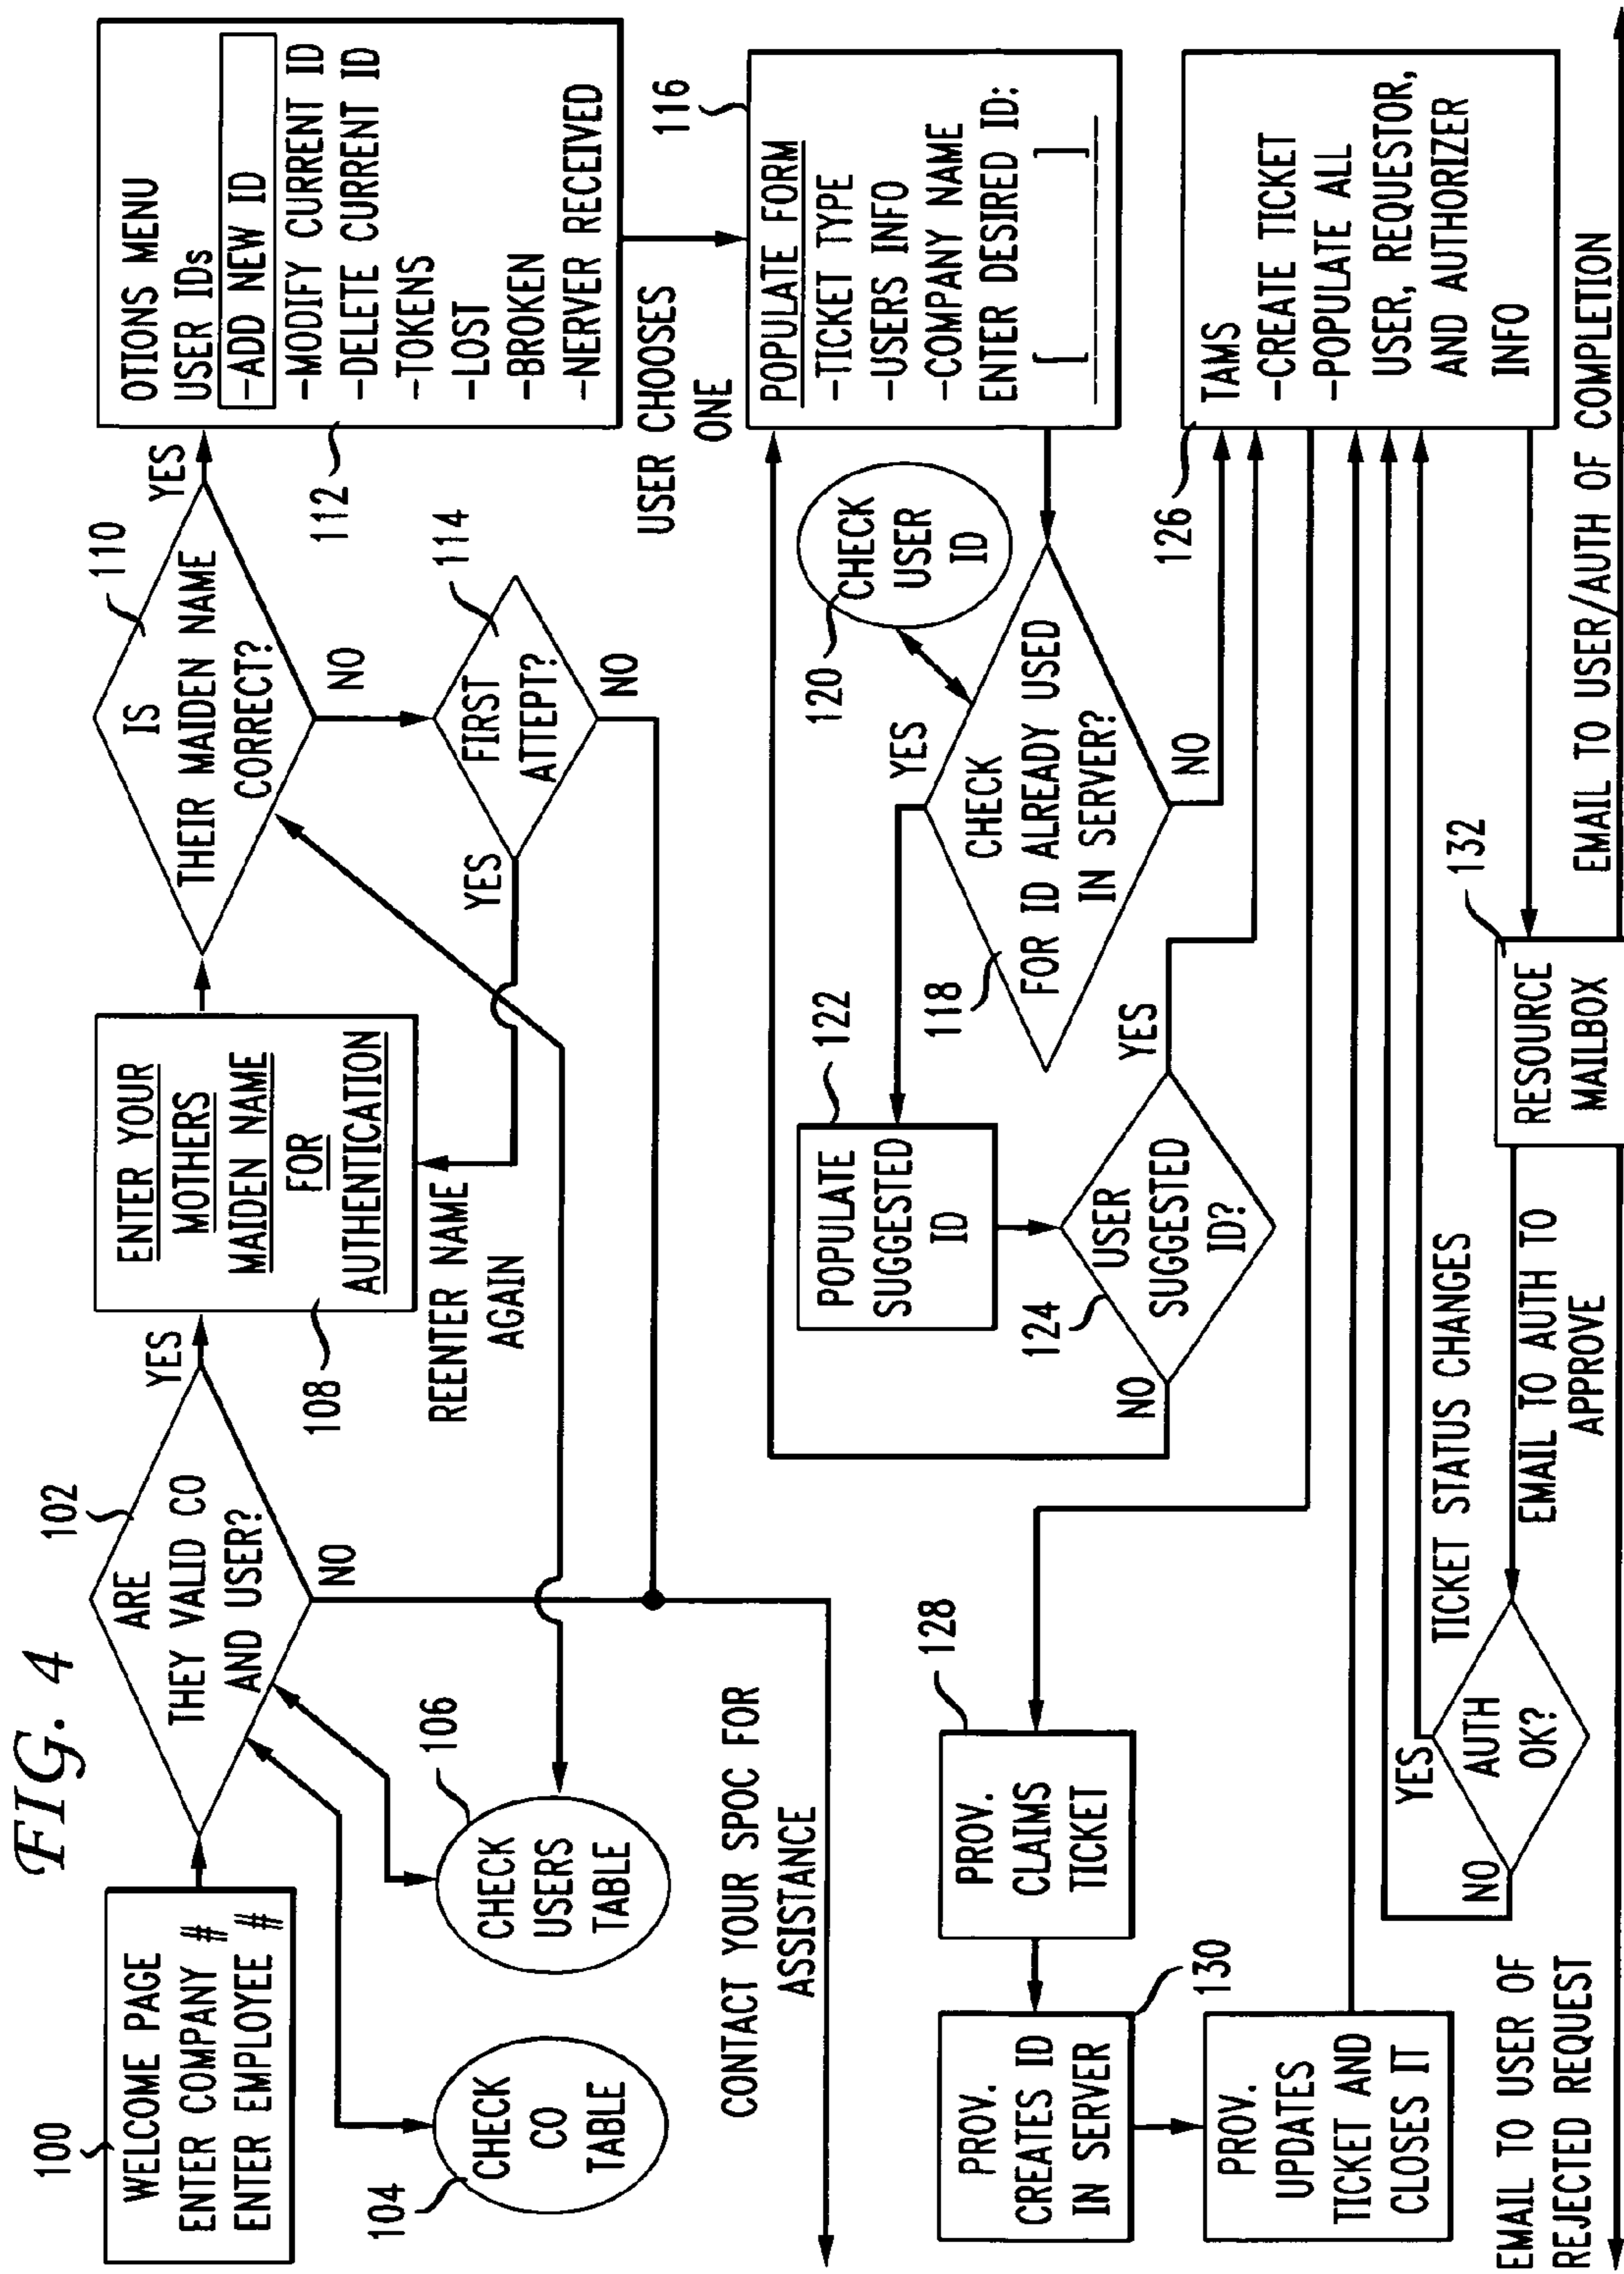 FIG. 4
100
WELCOME PAGE
ENTER COMPANY #
ENTER EMPLOYEE #
102
ARE
THEY VALID CO
AND USER?
YES
NO
104
CHECK
CO
TABLE
106
CHECK
USERS
TABLE
108
ENTER YOUR
MOTHERS
MAIDEN NAME
FOR
AUTHENTICATION
REENTER NAME
AGAIN
110
IS
THEIR MAIDEN NAME
CORRECT?
YES
NO
114
FIRST
ATTEPT?
YES
NO
112
OTIONS MENU
USER IDs
-ADD NEW ID
-MODIFY CURRENT ID
-DELETE CURRENT ID
-TOKENS
-LOST
-BROKEN
-NERVER RECEIVED
CONTACT YOUR SPOC FOR
ASSISTANCE
USER CHOOSES
ONE
116
POPULATE FORM
-TICKET TYPE
-USERS INFO
-COMPANY NAME
ENTER DESIRED ID:
[ ]
118
CHECK
FOR ID ALREADY USED
IN SERVER?
YES
NO
120
CHECK
USER
ID
122
POPULATE
SUGGESTED
ID
124
USER
SUGGESTED
ID?
YES
NO
126
TAMS
-CREATE TICKET
-POPULATE ALL
USER, REQUESTOR,
AND AUTHORIZER
INFO
128
PROV.
CLAIMS
TICKET
130
PROV.
CREATES ID
IN SERVER
PROV.
UPDATES
TICKET AND
CLOSES IT
TICKET STATUS CHANGES
AUTH
OK?
YES
NO
EMAIL TO AUTH TO
APPROVE
132
RESOURCE
MAILBOX
EMAIL TO USER/AUTH OF COMPLETION
EMAIL TO USER OF
REJECTED REQUEST